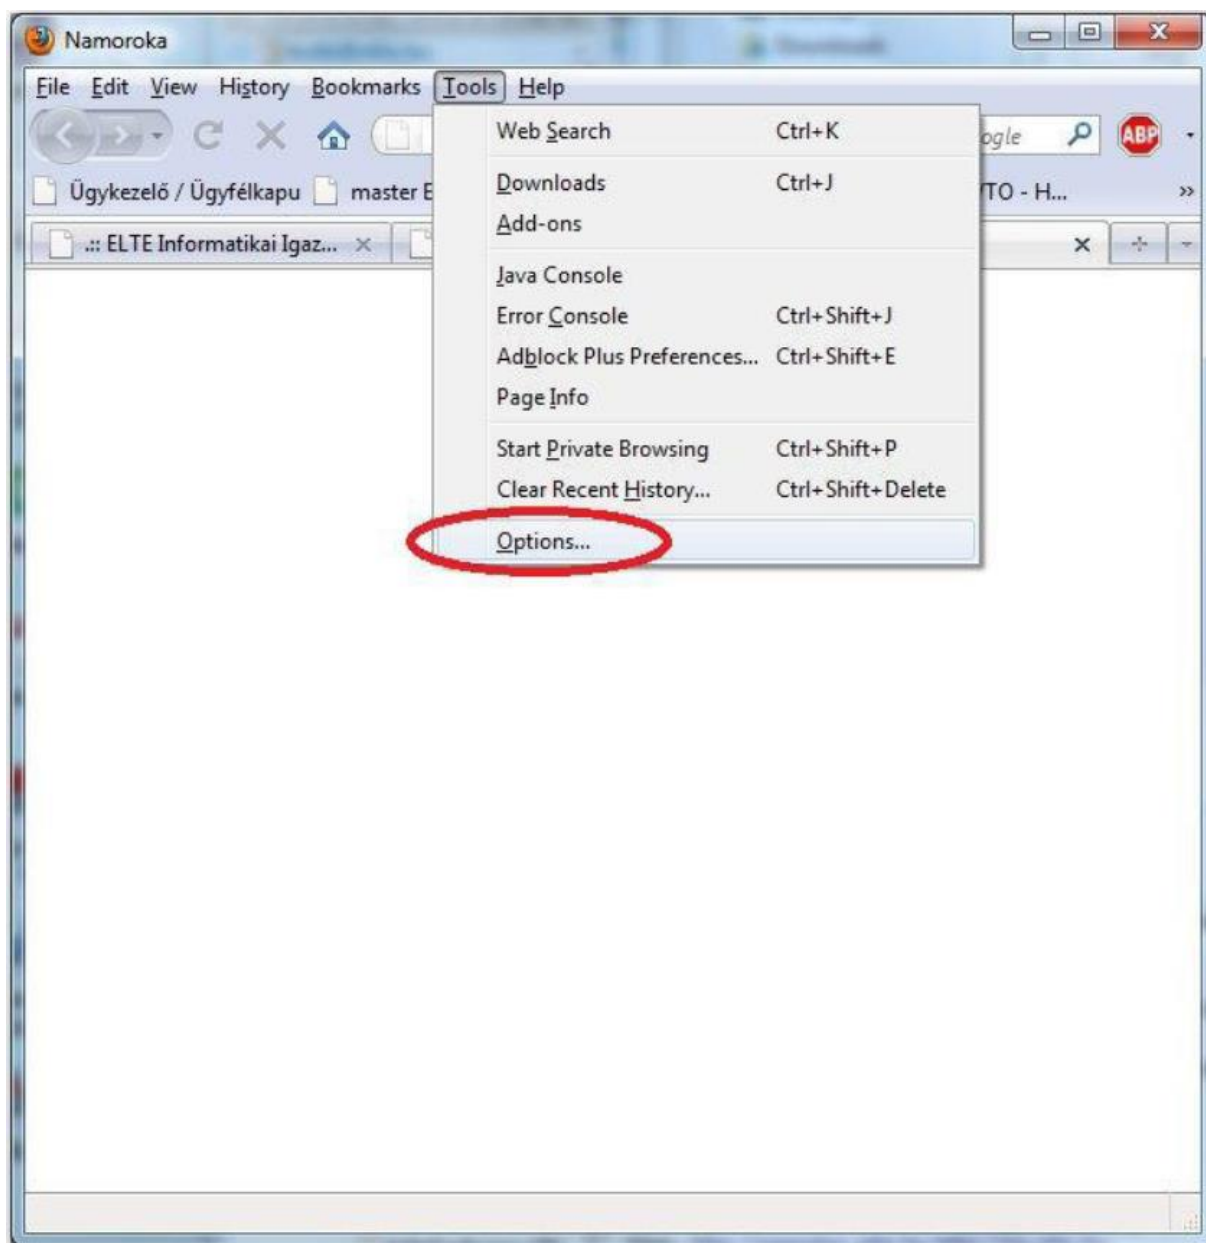 Namoroka
File Edit View History Bookmarks Tools Help
Web Search Ctrl+K
ogle ABP
Downloads Ctrl+J
Ügykezelő / Ügyfélkapu master E TO - H... »
Add-ons
.:: ELTE Informatikai Igaz...
Java Console
Error Console Ctrl+Shift+J
Adblock Plus Preferences... Ctrl+Shift+E
Page Info
Start Private Browsing Ctrl+Shift+P
Clear Recent History... Ctrl+Shift+Delete
Options...